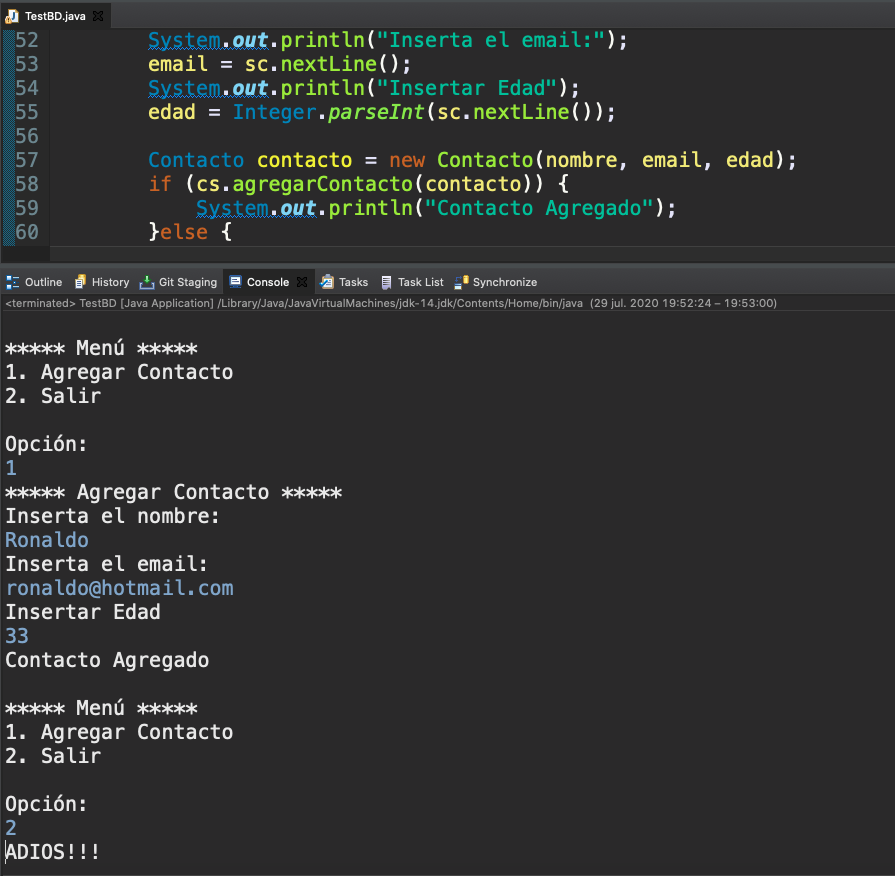 TestBD.java
52 System.out.println("Inserta el email:");
53 email = sc.nextLine();
54 System.out.println("Insertar Edad");
55 edad = Integer.parseInt(sc.nextLine());
56
57 Contacto contacto = new Contacto(nombre, email, edad);
58 if (cs.agregarContacto(contacto)) {
59 System.out.println("Contacto Agregado");
60 }else {
Outline History Git Staging Console Tasks Task List Synchronize
<terminated> TestBD [Java Application] /Library/Java/JavaVirtualMachines/jdk-14.jdk/Contents/Home/bin/java (29 jul. 2020 19:52:24 – 19:53:00)
***** Menú *****
1. Agregar Contacto
2. Salir
Opción:
1
***** Agregar Contacto *****
Inserta el nombre:
Ronaldo
Inserta el email:
ronaldo@hotmail.com
Insertar Edad
33
Contacto Agregado
***** Menú *****
1. Agregar Contacto
2. Salir
Opción:
2
ADIOS!!!